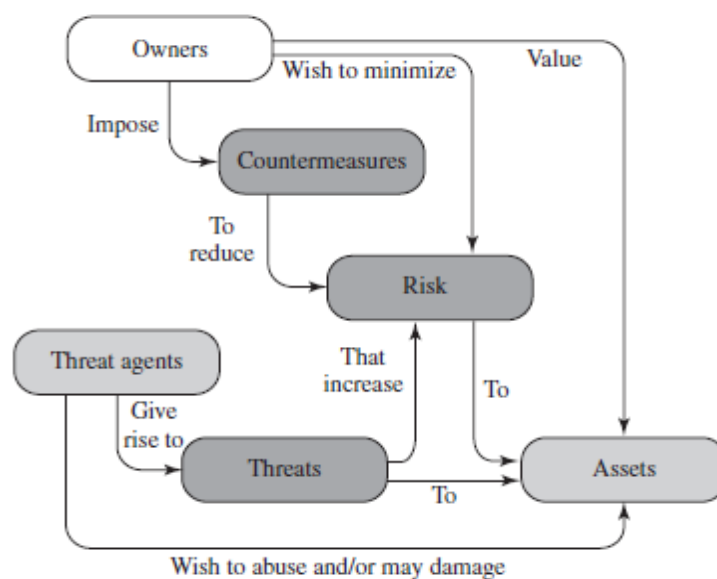 Owners
Value
Wish to minimize
Impose
Countermeasures
To
reduce
Risk
Threat agents
That
increase
To
Give
rise to
Threats
To
Assets
Wish to abuse and/or may damage